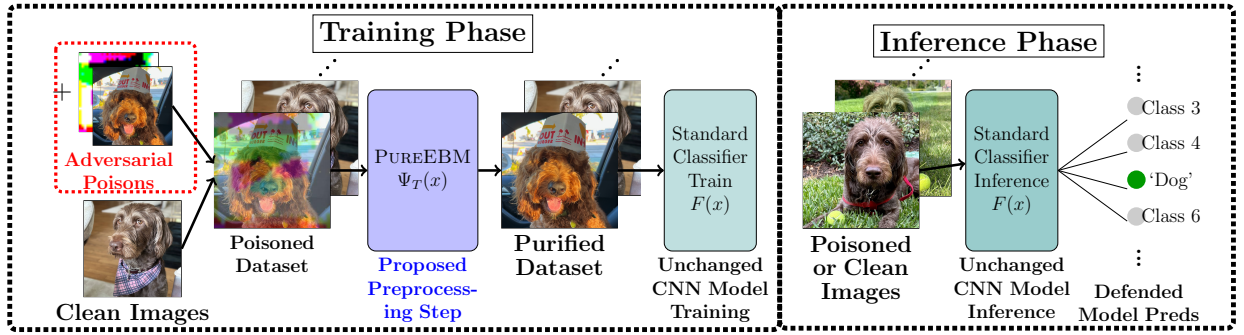 Training Phase
+
Adversarial
Poisons
Clean Images
Poisoned
Dataset
PUREEBM
Ψ_T(x)
Proposed
Preprocess-
ing Step
Purified
Dataset
Standard
Classifier
Train
F(x)
Unchanged
CNN Model
Training
Inference Phase
Poisoned
or Clean
Images
Standard
Classifier
Inference
F(x)
Unchanged
CNN Model
Inference
Class 3
Class 4
‘Dog’
Class 6
Defended
Model Preds